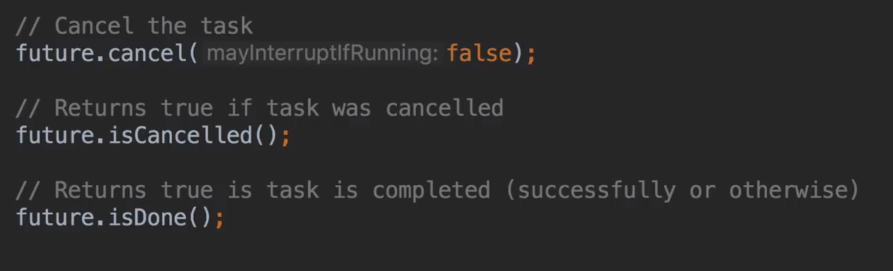 // Cancel the task
future.cancel( mayInterruptIfRunning: false);
// Returns true if task was cancelled
future.isCancelled();
// Returns true is task is completed (successfully or otherwise)
future.isDone();